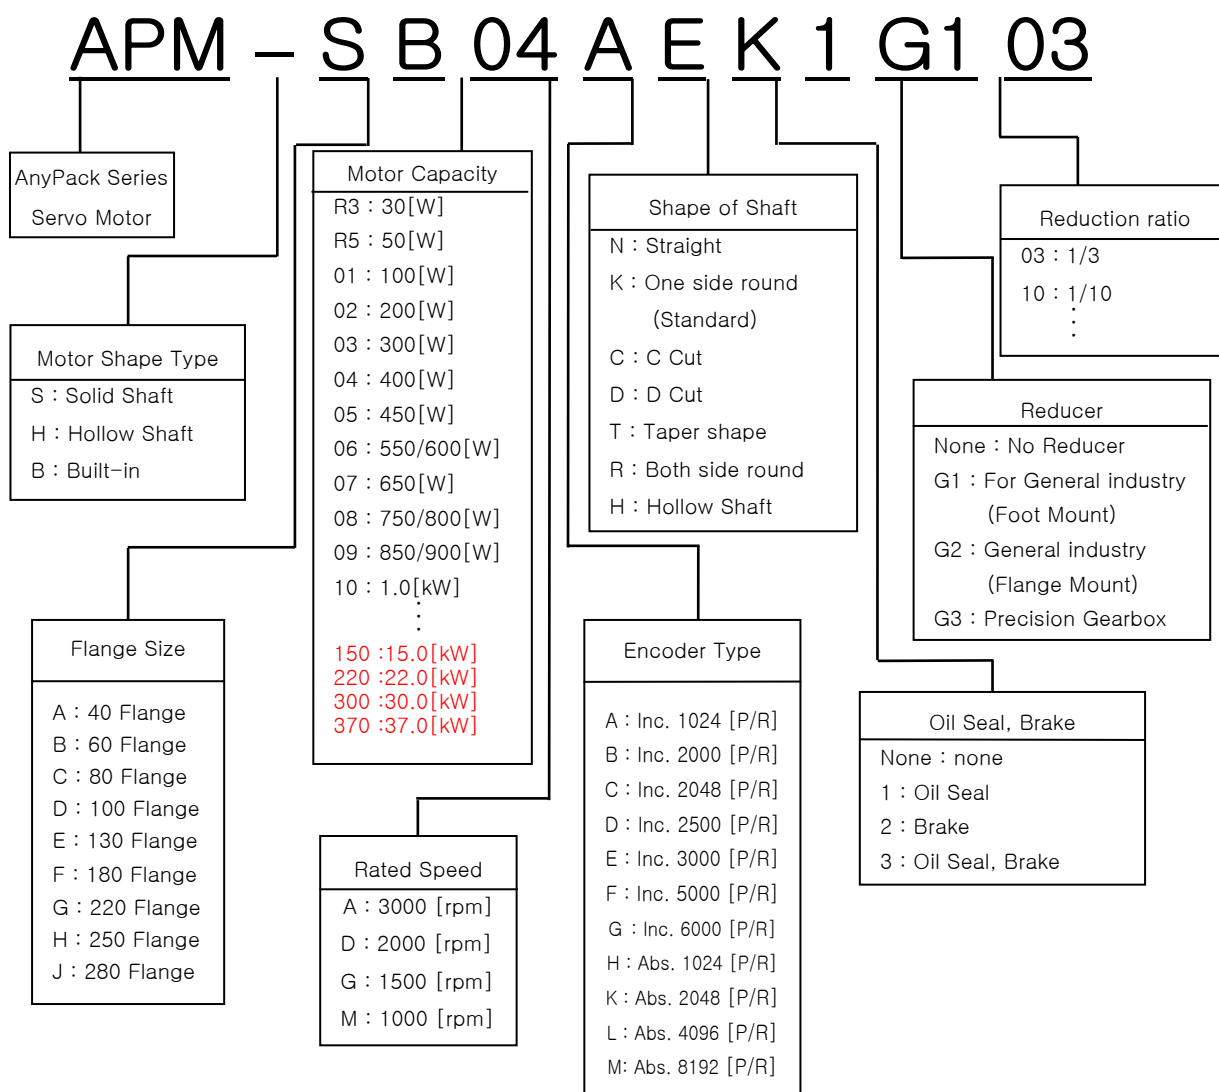 APM - S B 04 A E K 1 G1 03
AnyPack Series
Servo Motor
Motor Shape Type
S : Solid Shaft
H : Hollow Shaft
B : Built-in
Flange Size
A : 40 Flange
B : 60 Flange
C : 80 Flange
D : 100 Flange
E : 130 Flange
F : 180 Flange
G : 220 Flange
H : 250 Flange
J : 280 Flange
Motor Capacity
R3 : 30[W]
R5 : 50[W]
01 : 100[W]
02 : 200[W]
03 : 300[W]
04 : 400[W]
05 : 450[W]
06 : 550/600[W]
07 : 650[W]
08 : 750/800[W]
09 : 850/900[W]
10 : 1.0[kW]
⋮
150 :15.0[kW]
220 :22.0[kW]
300 :30.0[kW]
370 :37.0[kW]
Rated Speed
A : 3000 [rpm]
D : 2000 [rpm]
G : 1500 [rpm]
M : 1000 [rpm]
Shape of Shaft
N : Straight
K : One side round
(Standard)
C : C Cut
D : D Cut
T : Taper shape
R : Both side round
H : Hollow Shaft
Encoder Type
A : Inc. 1024 [P/R]
B : Inc. 2000 [P/R]
C : Inc. 2048 [P/R]
D : Inc. 2500 [P/R]
E : Inc. 3000 [P/R]
F : Inc. 5000 [P/R]
G : Inc. 6000 [P/R]
H : Abs. 1024 [P/R]
K : Abs. 2048 [P/R]
L : Abs. 4096 [P/R]
M: Abs. 8192 [P/R]
Reduction ratio
03 : 1/3
10 : 1/10
⋮
Reducer
None : No Reducer
G1 : For General industry
(Foot Mount)
G2 : General industry
(Flange Mount)
G3 : Precision Gearbox
Oil Seal, Brake
None : none
1 : Oil Seal
2 : Brake
3 : Oil Seal, Brake